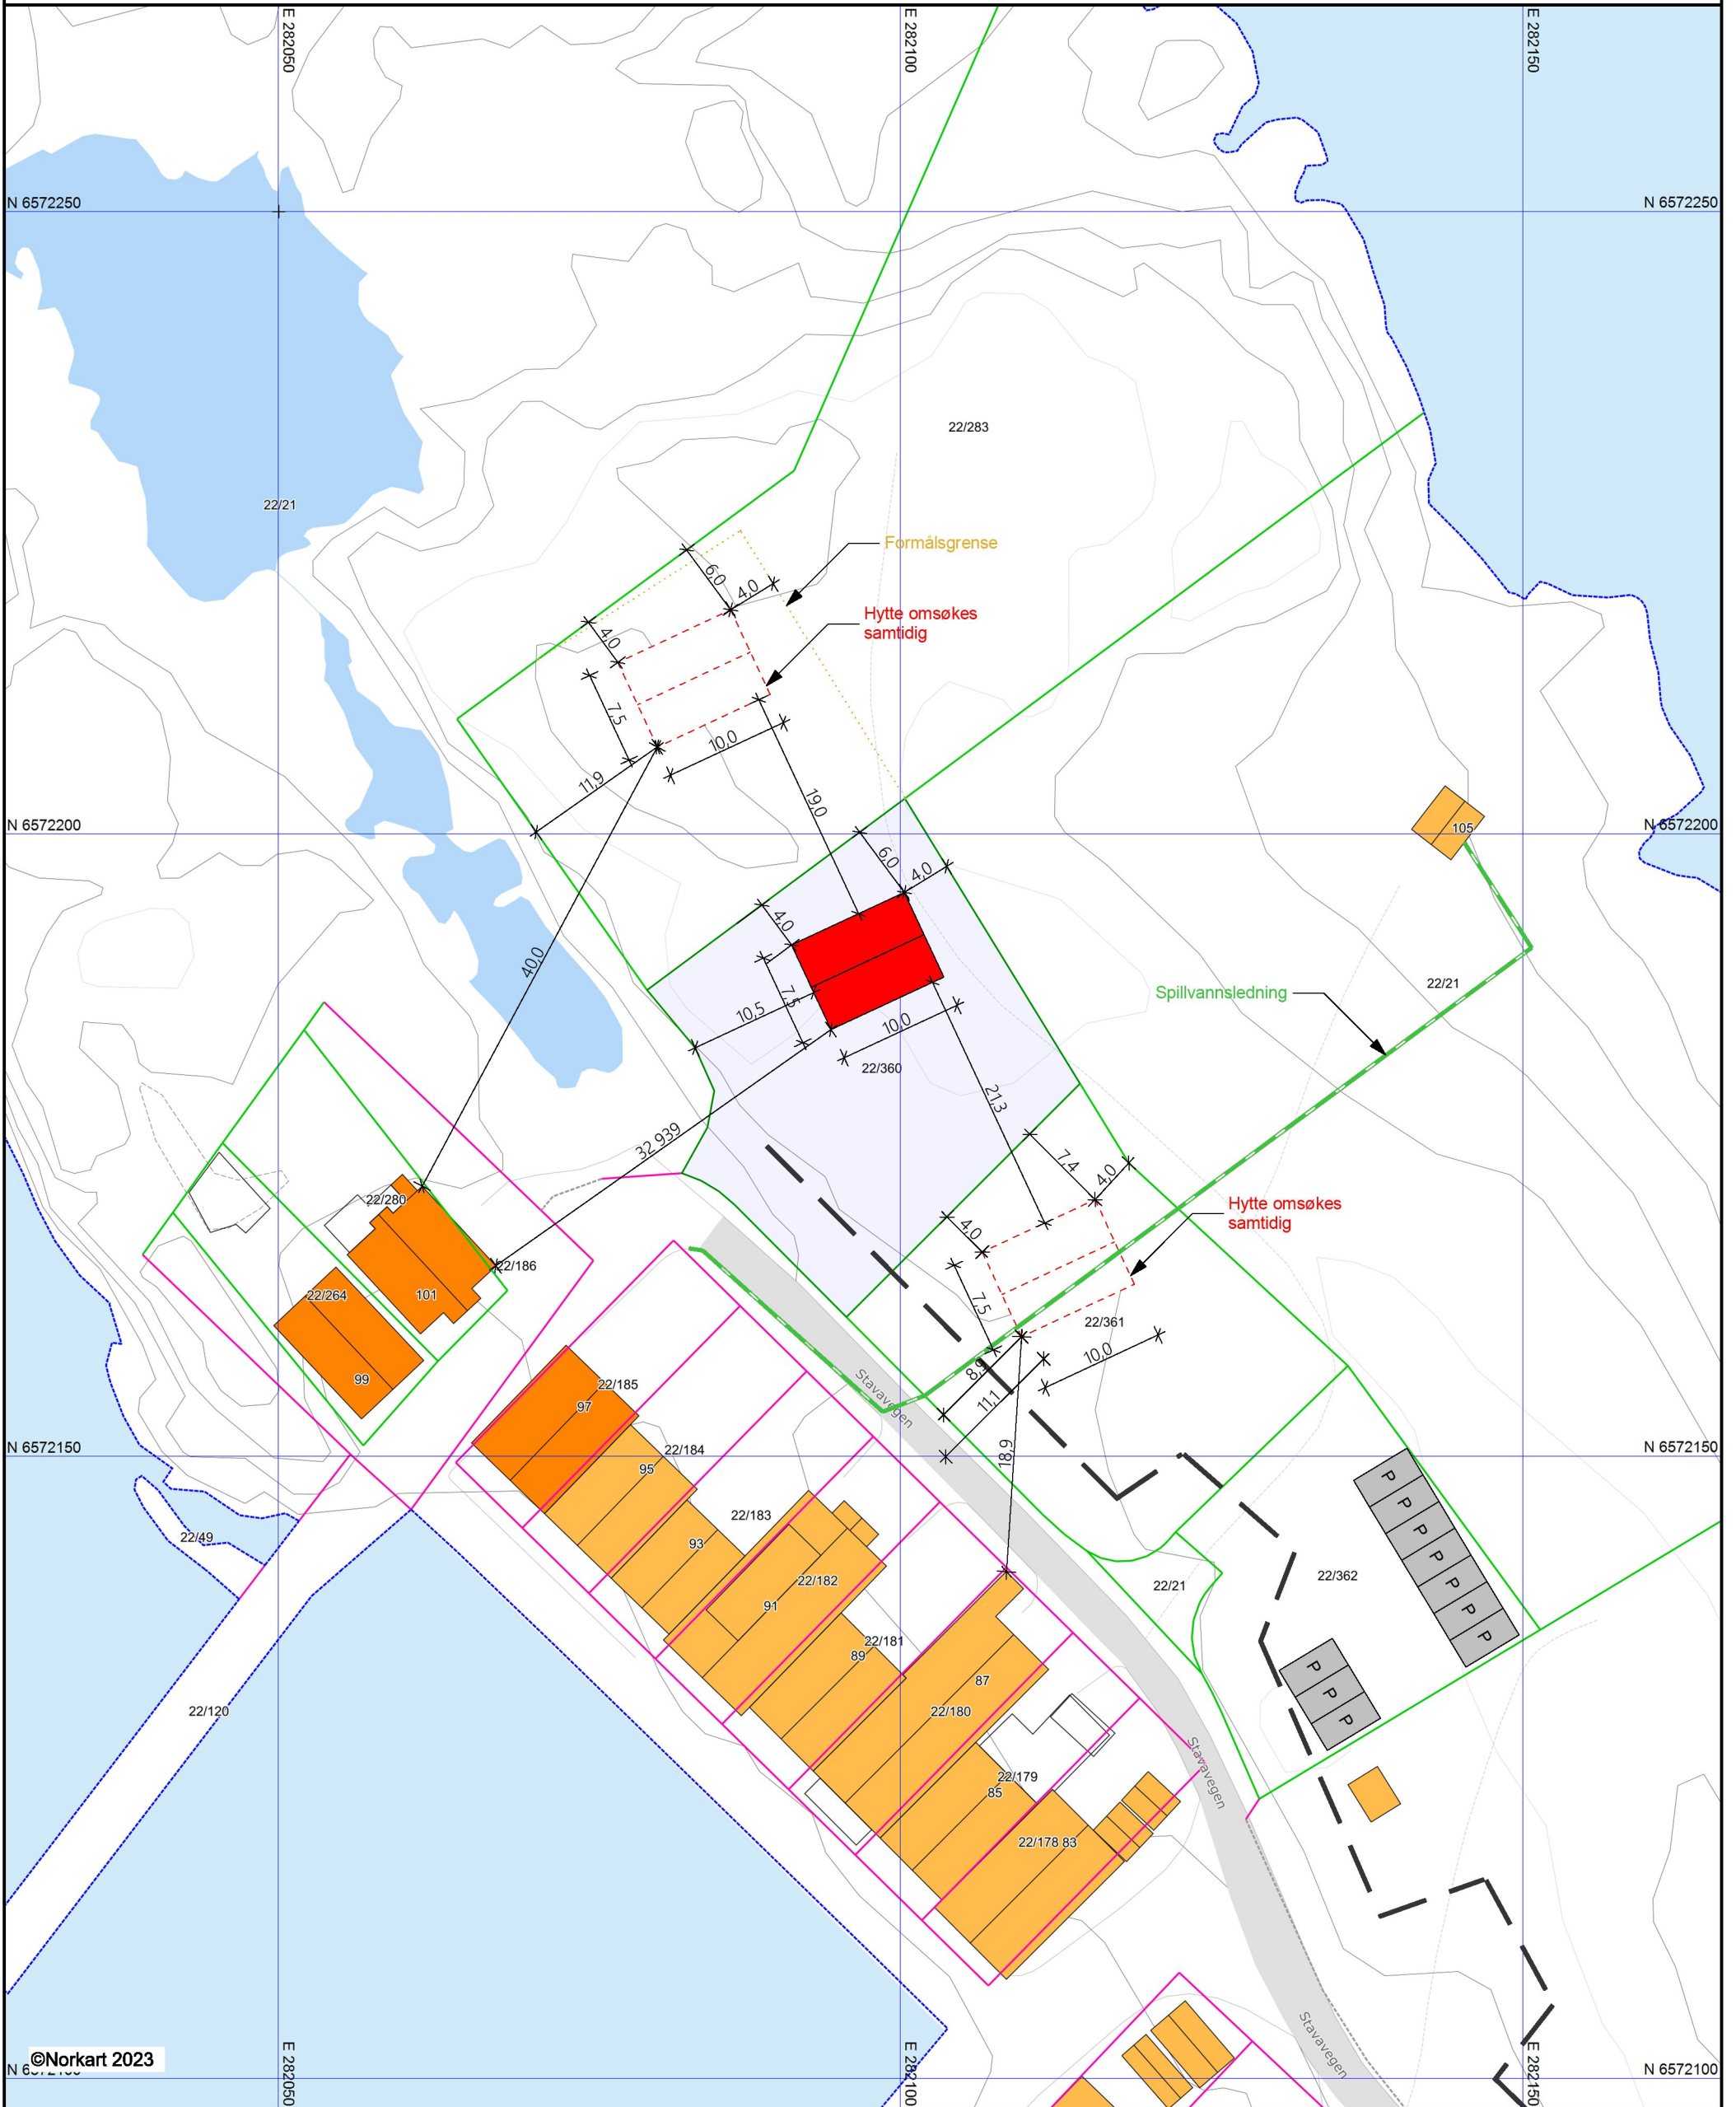 E 282050
E 282100
E 282150
N 6572250
N 6572250
22/283
22/21
Formålsgrense
6,0
4,0
Hytte omsøkes
samtidig
4,0
7,5
10,0
11,9
19,0
N 6572200
N 6572200
105
6,0
4,0
4,0
40,0
7,5
10,5
10,0
22/21
Spillvannsledning
22/360
21,3
32 939
7,4
4,0
22/280
Hytte omsøkes
samtidig
4,0
22/186
22/264
101
7,5
22/361
10,0
99
8,9
22/185
97
Stavavegen
11,1
22/184
18,9
N 6572150
N 6572150
95
P
P
P
P
P
P
P
22/183
22/49
93
22/182
22/21
22/362
91
22/181
89
P
P
P
87
22/180
22/120
Stavavegen
22/179
85
22/178 83
Stavavegen
©Norkart 2023
N 6572100
E 282050
E 282100
E 282150